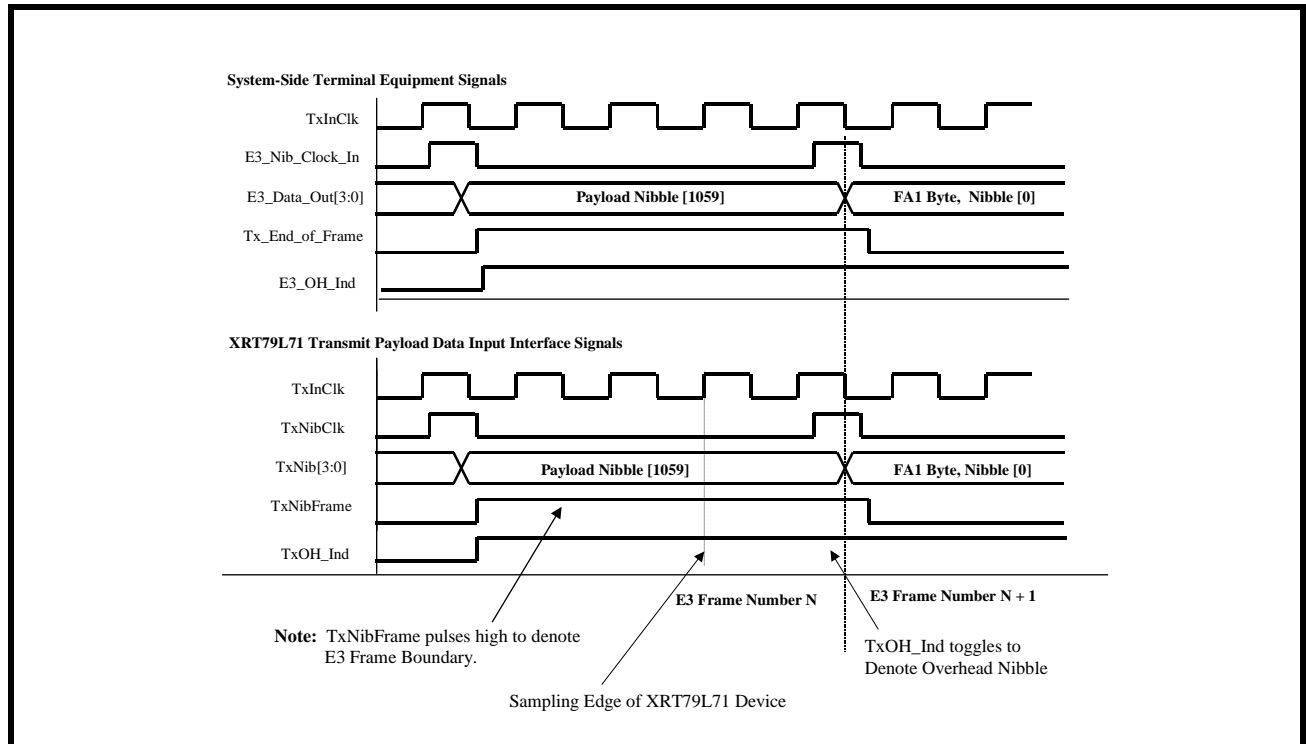 System-Side Terminal Equipment Signals
TxInClk
E3_Nib_Clock_In
E3_Data_Out[3:0]
Payload Nibble [1059]
FA1 Byte, Nibble [0]
Tx_End_of_Frame
E3_OH_Ind
XRT79L71 Transmit Payload Data Input Interface Signals
TxInClk
TxNibClk
TxNib[3:0]
Payload Nibble [1059]
FA1 Byte, Nibble [0]
TxNibFrame
TxOH_Ind
E3 Frame Number N
E3 Frame Number N + 1
Note: TxNibFrame pulses high to denote
E3 Frame Boundary.
TxOH_Ind toggles to
Denote Overhead Nibble
Sampling Edge of XRT79L71 Device